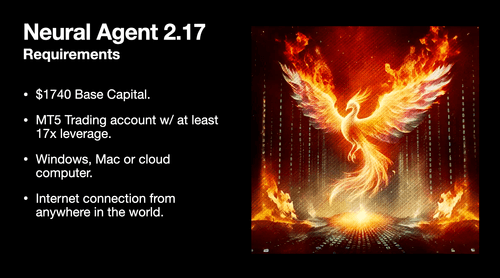 Neural Agent 2.17
Requirements
• $1740 Base Capital.
• MT5 Trading account w/ at least
17x leverage.
• Windows, Mac or cloud
computer.
• Internet connection from
anywhere in the world.